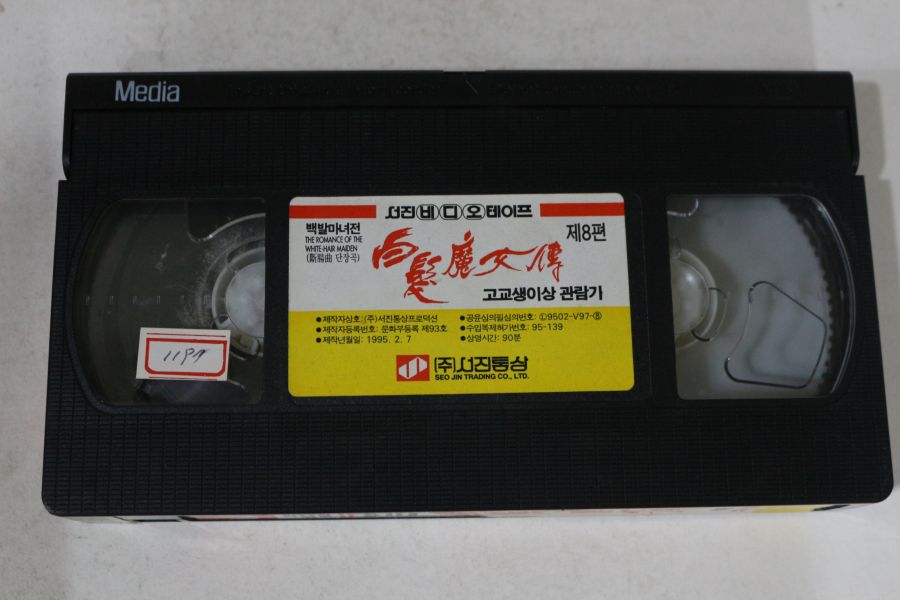 Media
서진비디오테이프
백발마녀전
THE ROMANCE OF THE
WHITE-HAIR MAIDEN
(斷腸曲 단장곡)
白髮魔女傳
제8편
고교생이상 관람가
●제작자상호:(주)서진통상프로덕션
●제작자등록번호: 문화부등록 제93호
●제작년월일: 1995. 2. 7
●공윤심의필심의번호: Ⓛ9502-V97-⑧
●수입복제허가번호: 95-139
●상영시간: 90분
(주)서진통상
SEO JIN TRADING CO., LTD.